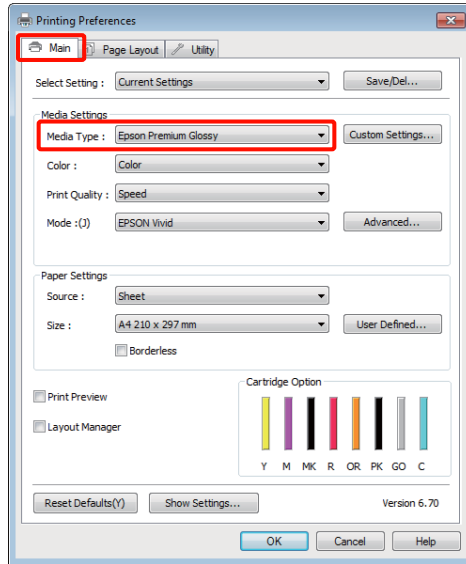 Printing Preferences
Main Page Layout Utility
Select Setting : Current Settings Save/Del...
Media Settings
Media Type : Epson Premium Glossy Custom Settings...
Color : Color
Print Quality : Speed
Mode :(J) EPSON Vivid Advanced...
Paper Settings
Source : Sheet
Size : A4 210 x 297 mm User Defined...
Borderless
Cartridge Option
Print Preview
Layout Manager
Y M MK R OR PK GO C
Reset Defaults(Y) Show Settings... Version 6.70
OK Cancel Help